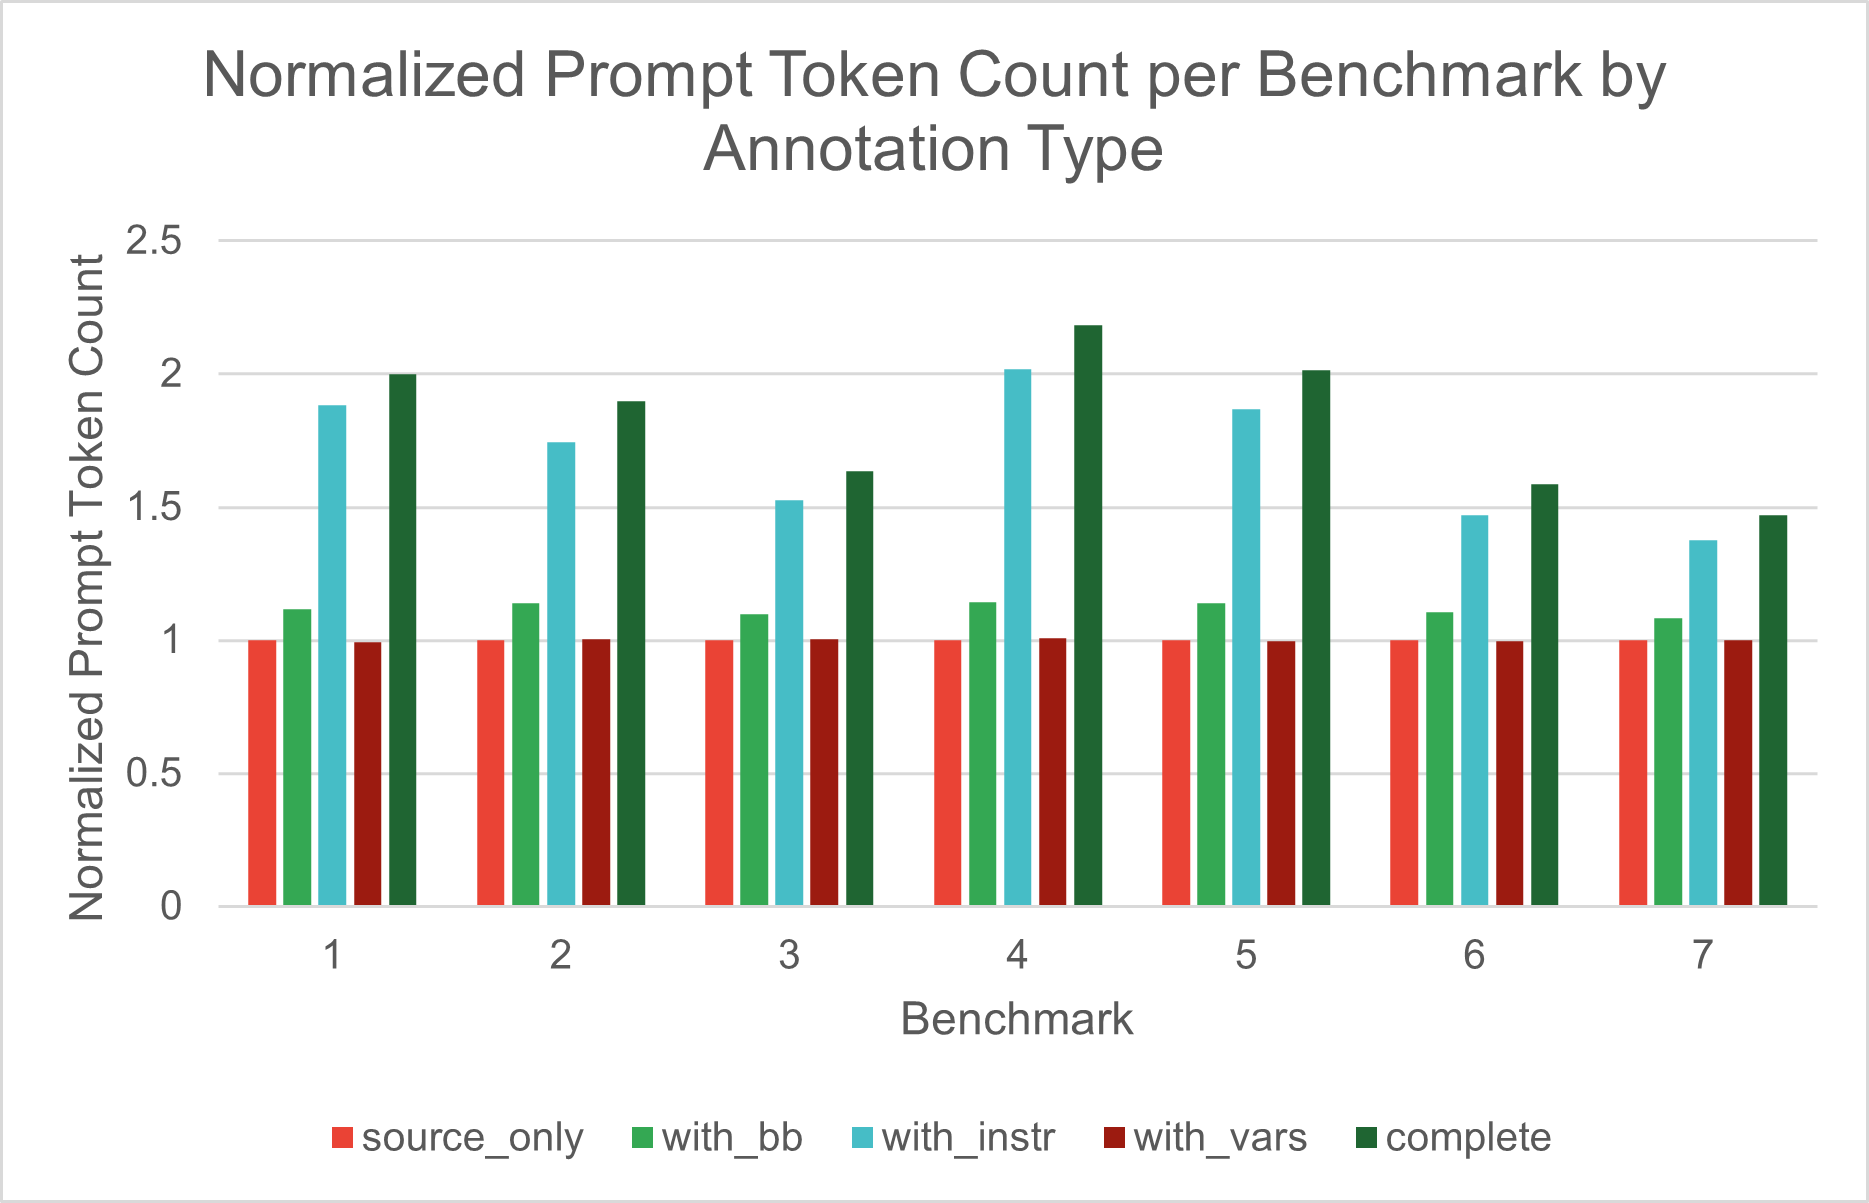 Normalized Prompt Token Count per Benchmark by
Annotation Type
Normalized Prompt Token Count
2.5
2
1.5
1
0.5
0
1 2 3 4 5 6 7
Benchmark
source_only with_bb with_instr with_vars complete